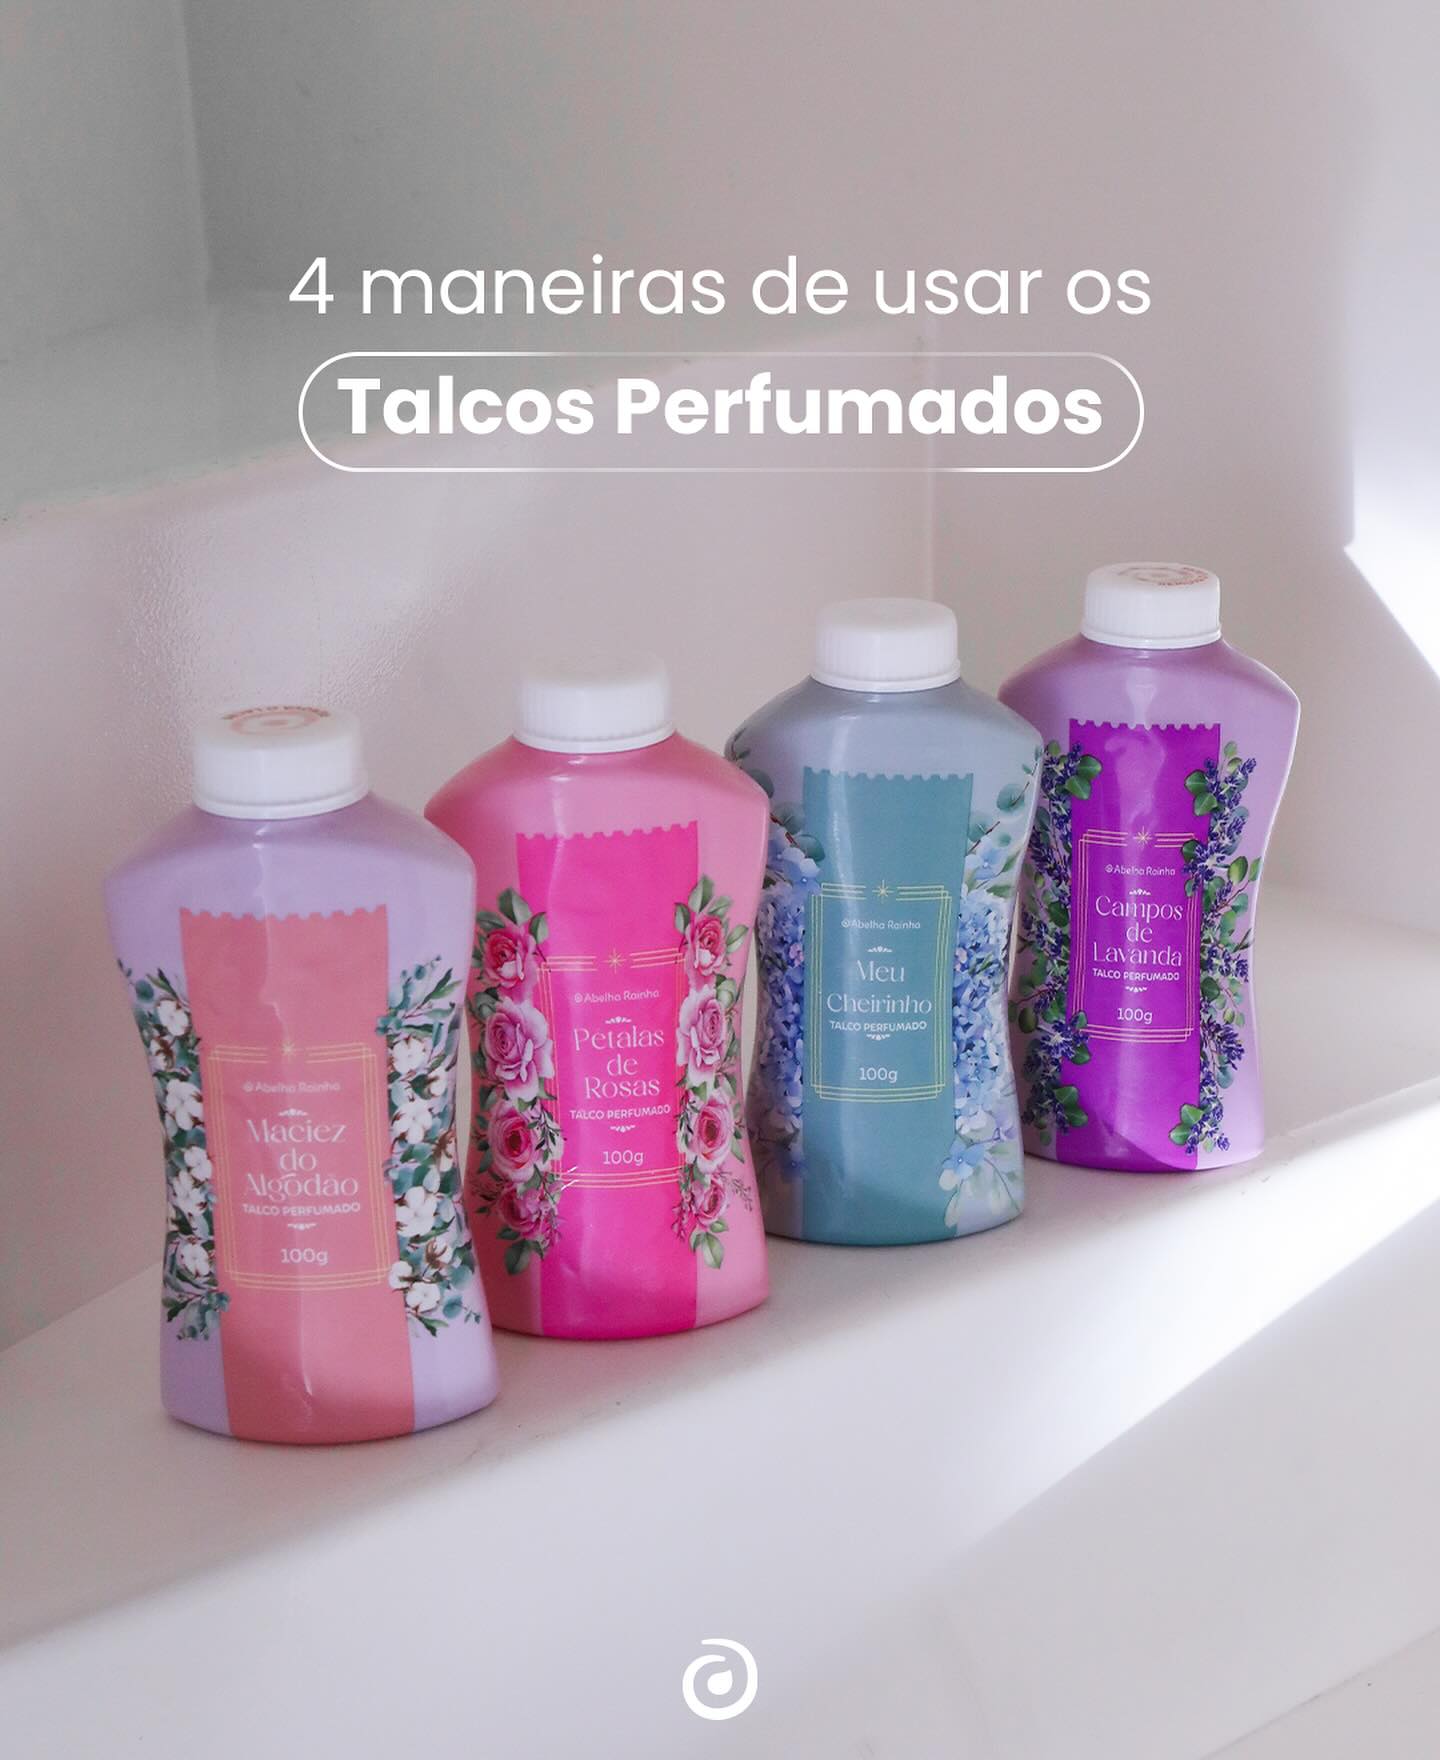 4 maneiras de usar os
Talcos Perfumados
Abelha Rainha
Maciez
do
Algodão
TALCO PERFUMADO
100g
Abelha Rainha
Pétalas
de
Rosas
TALCO PERFUMADO
100g
Abelha Rainha
Meu
Cheirinho
TALCO PERFUMADO
100g
Abelha Rainha
Campos
de
Lavanda
TALCO PERFUMADO
100g